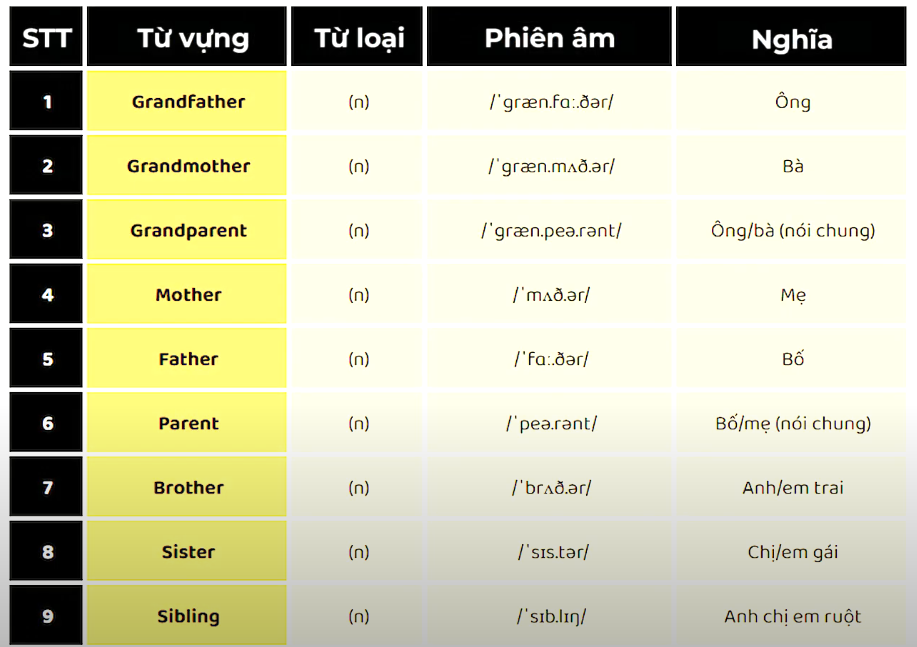 STT Từ vựng Từ loại Phiên âm Nghĩa
1 Grandfather (n) /ˈɡræn.fɑː.ðər/ Ông
2 Grandmother (n) /ˈɡræn.mʌð.ər/ Bà
3 Grandparent (n) /ˈɡræn.peə.rənt/ Ông/bà (nói chung)
4 Mother (n) /ˈmʌð.ər/ Mẹ
5 Father (n) /ˈfɑː.ðər/ Bố
6 Parent (n) /ˈpeə.rənt/ Bố/mẹ (nói chung)
7 Brother (n) /ˈbrʌð.ər/ Anh/em trai
8 Sister (n) /ˈsɪs.tər/ Chị/em gái
9 Sibling (n) /ˈsɪb.lɪŋ/ Anh chị em ruột